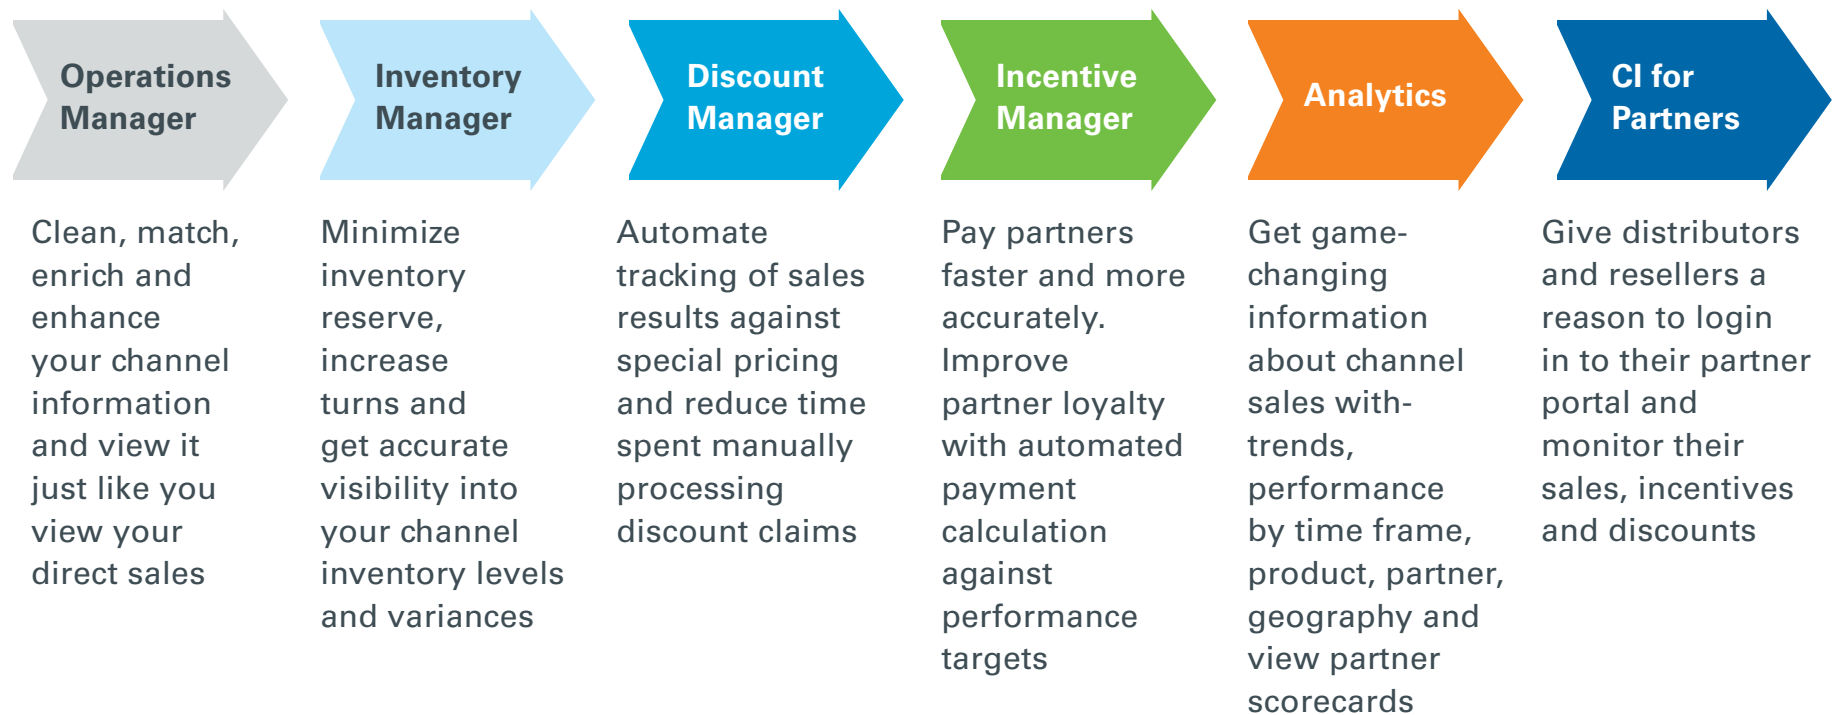 Operations
Manager
Clean, match,
enrich and
enhance
your channel
information
and view it
just like you
view your
direct sales
Inventory
Manager
Minimize
inventory
reserve,
increase
turns and
get accurate
visibility into
your channel
inventory levels
and variances
Discount
Manager
Automate
tracking of sales
results against
special pricing
and reduce time
spent manually
processing
discount claims
Incentive
Manager
Pay partners
faster and more
accurately.
Improve
partner loyalty
with automated
payment
calculation
against
performance
targets
Analytics
Get game-
changing
information
about channel
sales with-
trends,
performance
by time frame,
product, partner,
geography and
view partner
scorecards
CI for
Partners
Give distributors
and resellers a
reason to login
in to their partner
portal and
monitor their
sales, incentives
and discounts